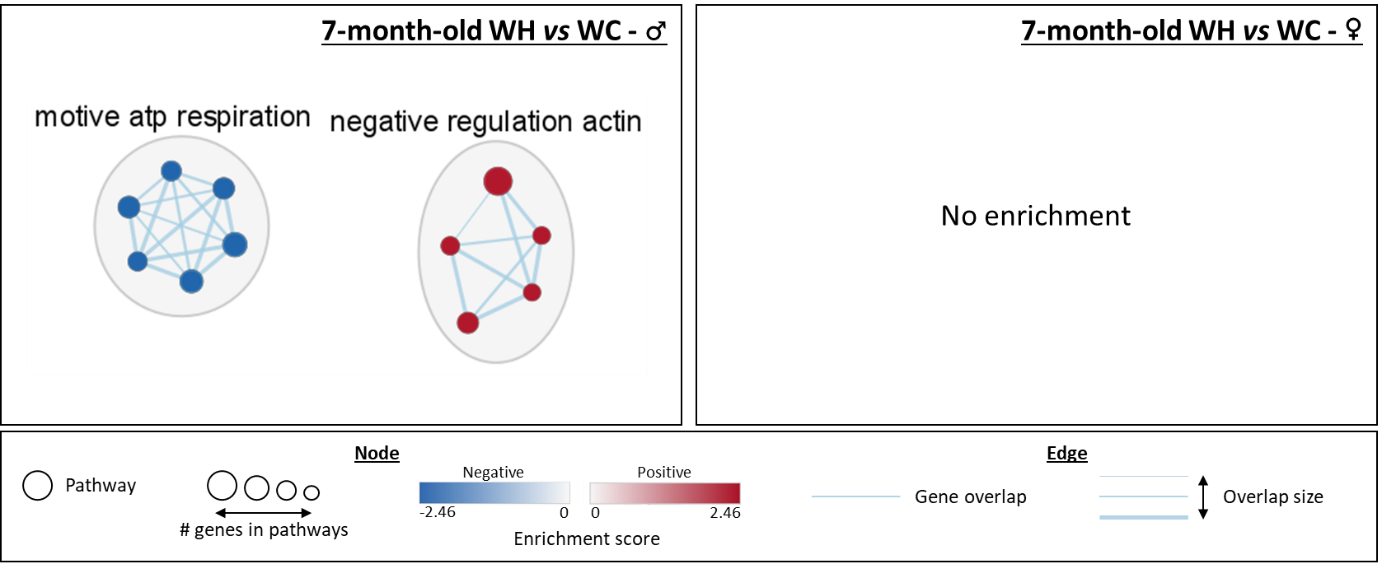 7-month-old WH vs WC - ♂
motive atp respiration
negative regulation actin
7-month-old WH vs WC - ♀
No enrichment
Node
Pathway
# genes in pathways
Negative
-2.46 0
Positive
0 2.46
Enrichment score
Edge
Gene overlap
Overlap size